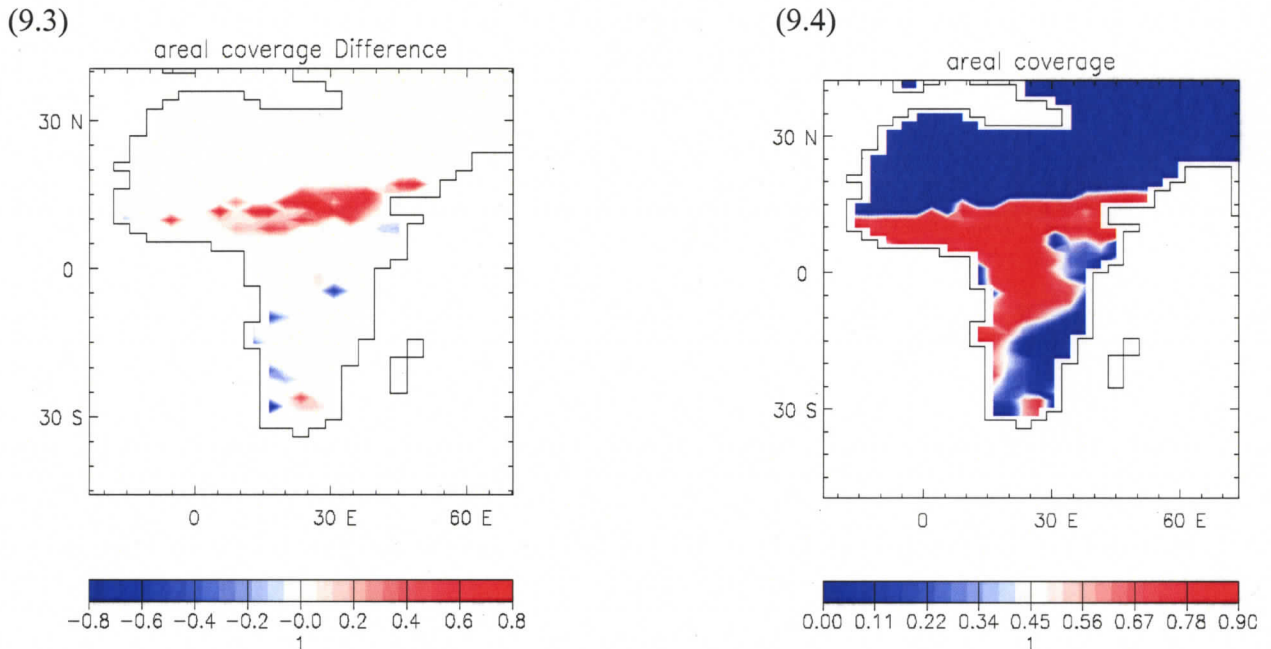 (9.3)
areal coverage Difference
30 N
0
30 S
0 30 E 60 E
-0.8 -0.6 -0.4 -0.2 -0.0 0.2 0.4 0.6 0.8
1
(9.4)
areal coverage
30 N
0
30 S
0 30 E 60 E
0.00 0.11 0.22 0.34 0.45 0.56 0.67 0.78 0.90
1